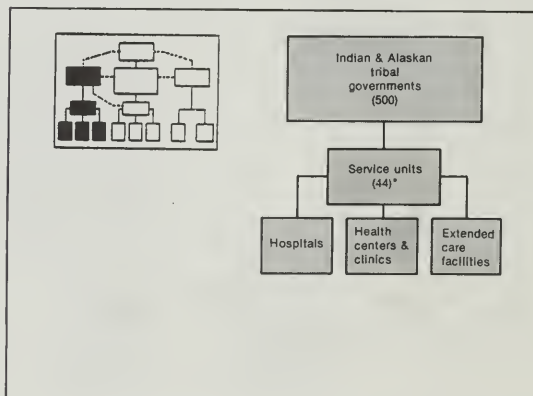 Indian & Alaskan
tribal
governments
(500)
Service units
(44)*
Hospitals
Health
centers &
clinics
Extended
care
facilities